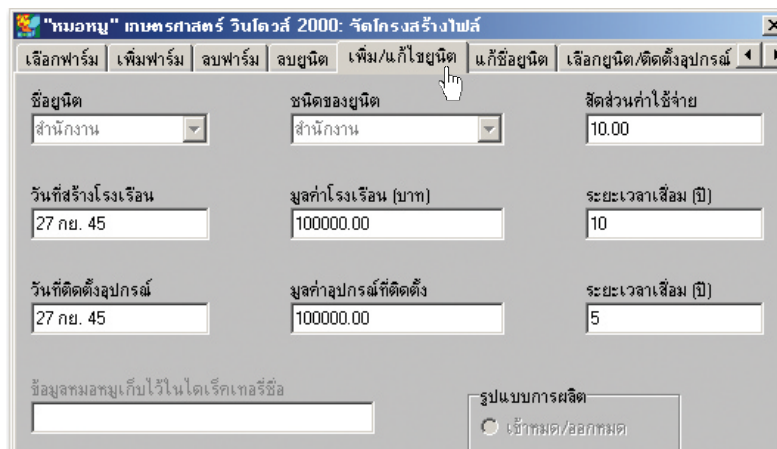 "หมอหมู" เกษตรศาสตร์ วินโดวส์ 2000: จัดโครงสร้างไฟล์
เลือกฟาร์ม เพิ่มฟาร์ม ลบฟาร์ม ลบยูนิต เพิ่ม/แก้ไขยูนิต แก้ชื่อยูนิต เลือกยูนิต/ติดตั้งอุปกรณ์
ชื่อยูนิต ชนิดของยูนิต สัดส่วนค่าใช้จ่าย
สำนักงาน สำนักงาน 10.00
วันที่สร้างโรงเรือน มูลค่าโรงเรือน (บาท) ระยะเวลาเสื่อม (ปี)
27 กย. 45 100000.00 10
วันที่ติดตั้งอุปกรณ์ มูลค่าอุปกรณ์ที่ติดตั้ง ระยะเวลาเสื่อม (ปี)
27 กย. 45 100000.00 5
ข้อมูลหมอหมูเก็บไว้ในไดเร็คเทอรี่ชื่อ
รูปแบบการผลิต
เข้าหมด/ออกหมด